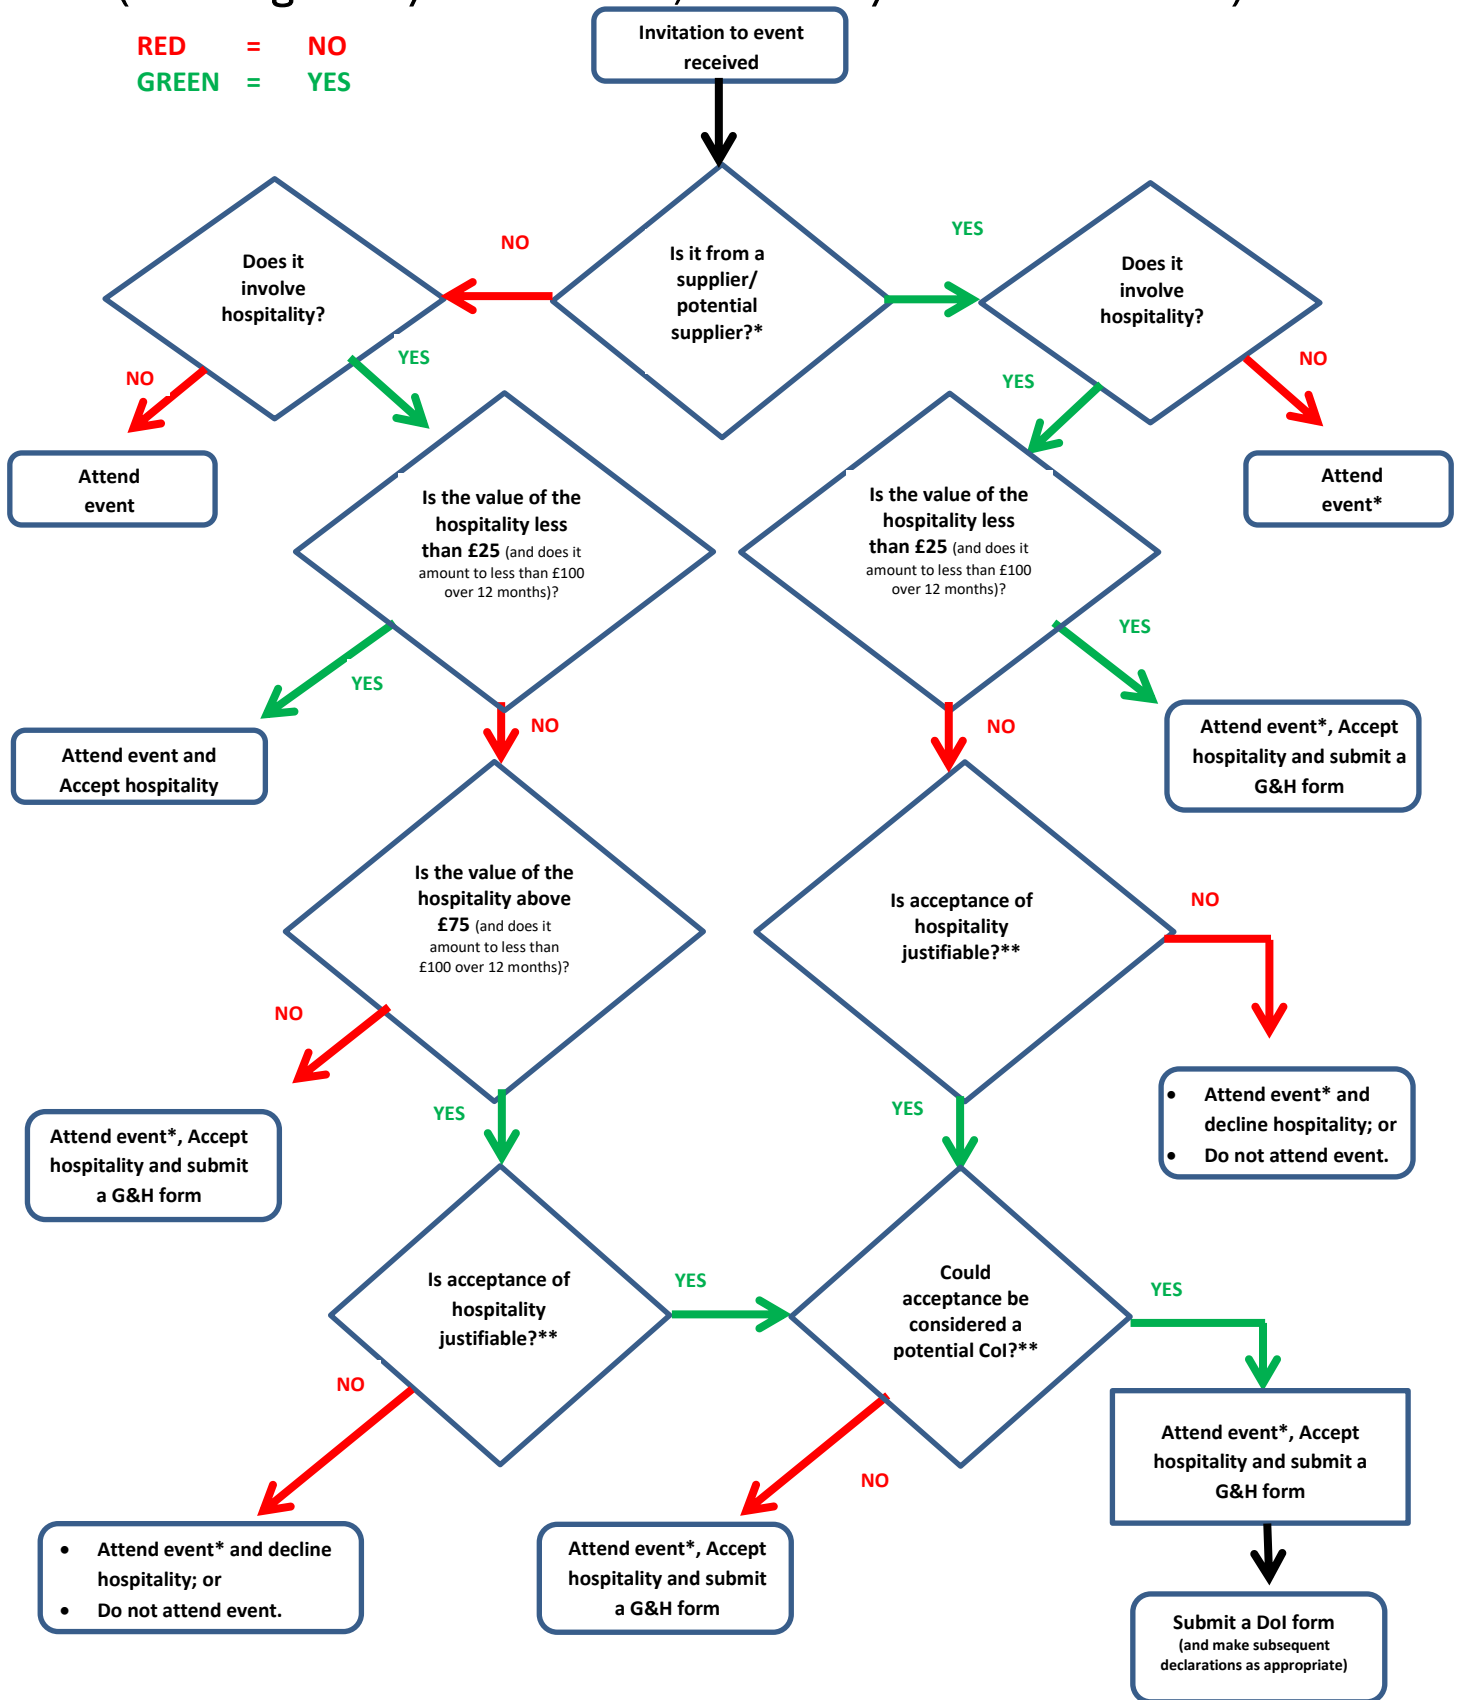 RED = NO
GREEN = YES
Invitation to event
received
Does it
involve
hospitality?
NO
Is it from a
supplier/
potential
supplier?*
YES
Does it
involve
hospitality?
NO
YES
YES
NO
Attend
event
Is the value of the
hospitality less
than £25 (and does it
amount to less than £100
over 12 months)?
Is the value of the
hospitality less
than £25 (and does it
amount to less than £100
over 12 months)?
Attend
event*
YES
NO
NO
YES
Attend event and
Accept hospitality
Attend event*, Accept
hospitality and submit a
G&H form
Is the value of the
hospitality above
£75 (and does it
amount to less than
£100 over 12 months)?
Is acceptance of
hospitality
justifiable?**
NO
NO
YES
YES
Attend event*, Accept
hospitality and submit
a G&H form
• Attend event* and
decline hospitality; or
• Do not attend event.
Is acceptance of
hospitality
justifiable?**
YES
Could
acceptance be
considered a
potential CoI?**
YES
NO
NO
Attend event*, Accept
hospitality and submit a
G&H form
• Attend event* and decline
hospitality; or
• Do not attend event.
Attend event*, Accept
hospitality and submit
a G&H form
Submit a DoI form
(and make subsequent
declarations as appropriate)